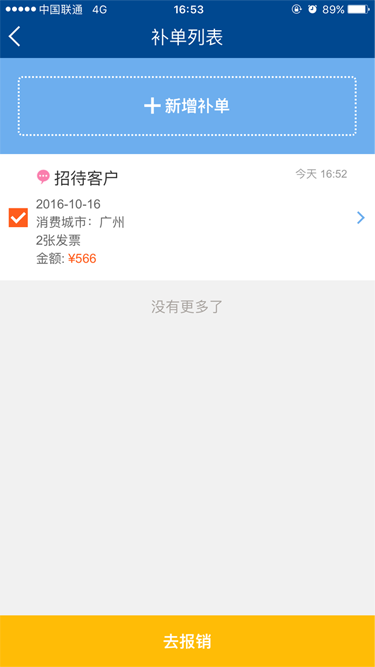 中国联通 4G 16:53 89%
补单列表
新增补单
招待客户 今天 16:52
2016-10-16
消费城市：广州
2张发票
金额: ¥566
没有更多了
去报销